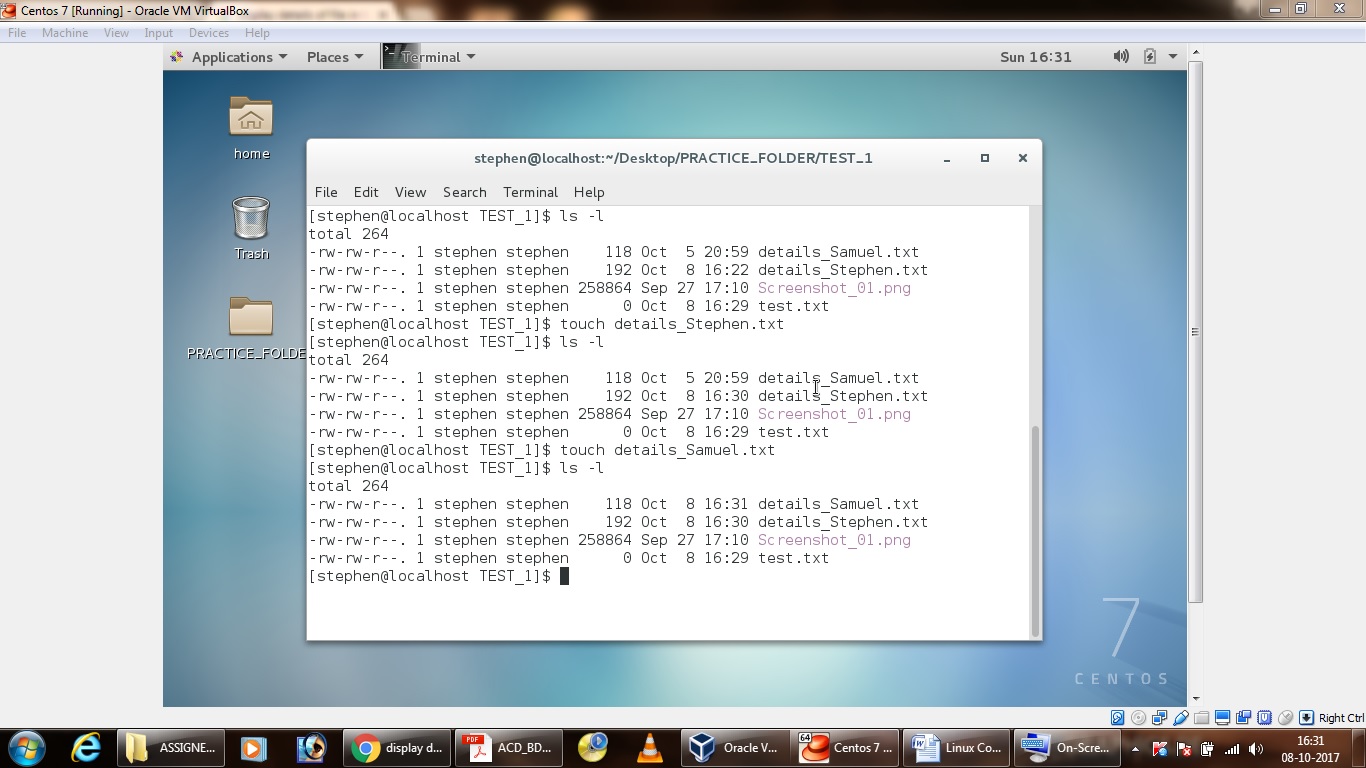 Centos 7 [Running] - Oracle VM VirtualBox
File Machine View Input Devices Help
Applications Places Terminal Sun 16:31
home
Trash
PRACTICE_FOLDE
stephen@localhost:~/Desktop/PRACTICE_FOLDER/TEST_1
File Edit View Search Terminal Help
[stephen@localhost TEST_1]$ ls -l
total 264
-rw-rw-r--. 1 stephen stephen    118 Oct  5 20:59 details_Samuel.txt
-rw-rw-r--. 1 stephen stephen    192 Oct  8 16:22 details_Stephen.txt
-rw-rw-r--. 1 stephen stephen 258864 Sep 27 17:10 Screenshot_01.png
-rw-rw-r--. 1 stephen stephen      0 Oct  8 16:29 test.txt
[stephen@localhost TEST_1]$ touch details_Stephen.txt
[stephen@localhost TEST_1]$ ls -l
total 264
-rw-rw-r--. 1 stephen stephen    118 Oct  5 20:59 details_Samuel.txt
-rw-rw-r--. 1 stephen stephen    192 Oct  8 16:30 details_Stephen.txt
-rw-rw-r--. 1 stephen stephen 258864 Sep 27 17:10 Screenshot_01.png
-rw-rw-r--. 1 stephen stephen      0 Oct  8 16:29 test.txt
[stephen@localhost TEST_1]$ touch details_Samuel.txt
[stephen@localhost TEST_1]$ ls -l
total 264
-rw-rw-r--. 1 stephen stephen    118 Oct  8 16:31 details_Samuel.txt
-rw-rw-r--. 1 stephen stephen    192 Oct  8 16:30 details_Stephen.txt
-rw-rw-r--. 1 stephen stephen 258864 Sep 27 17:10 Screenshot_01.png
-rw-rw-r--. 1 stephen stephen      0 Oct  8 16:29 test.txt
[stephen@localhost TEST_1]$
7
CENTOS
Right Ctrl
ASSIGNE... display d... ACD_BD... Oracle V... 64 Centos 7 ... Linux Co... On-Scre... 16:31
08-10-2017